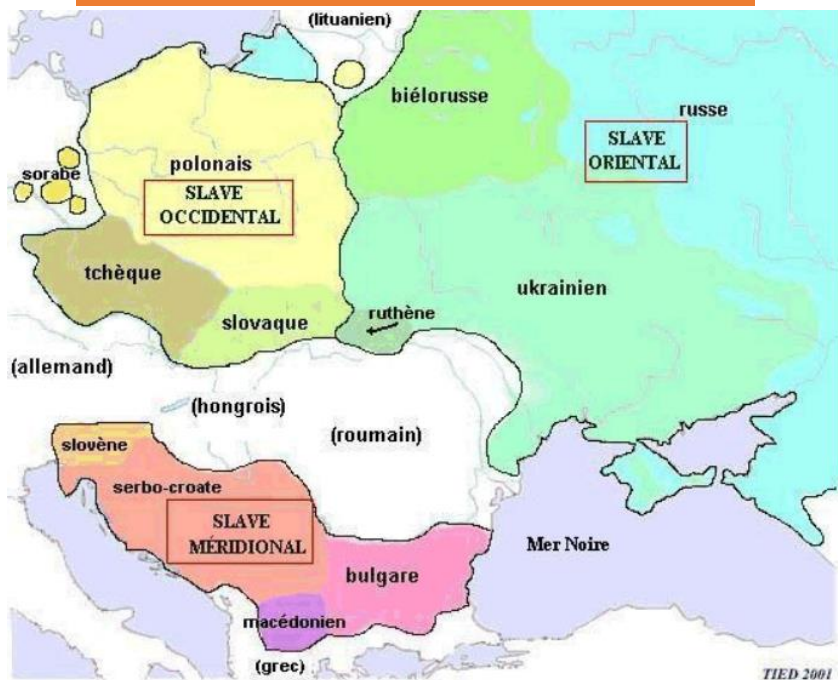 (lituanien)
biélorusse
russe
SLAVE
ORIENTAL
polonais
sorabe
SLAVE
OCCIDENTAL
tchèque
ukrainien
ruthène
slovaque
(allemand)
(hongrois)
(roumain)
slovène
serbo-croate
SLAVE
MÉRIDIONAL
Mer Noire
bulgare
macédonien
(grec)
TIED 2001